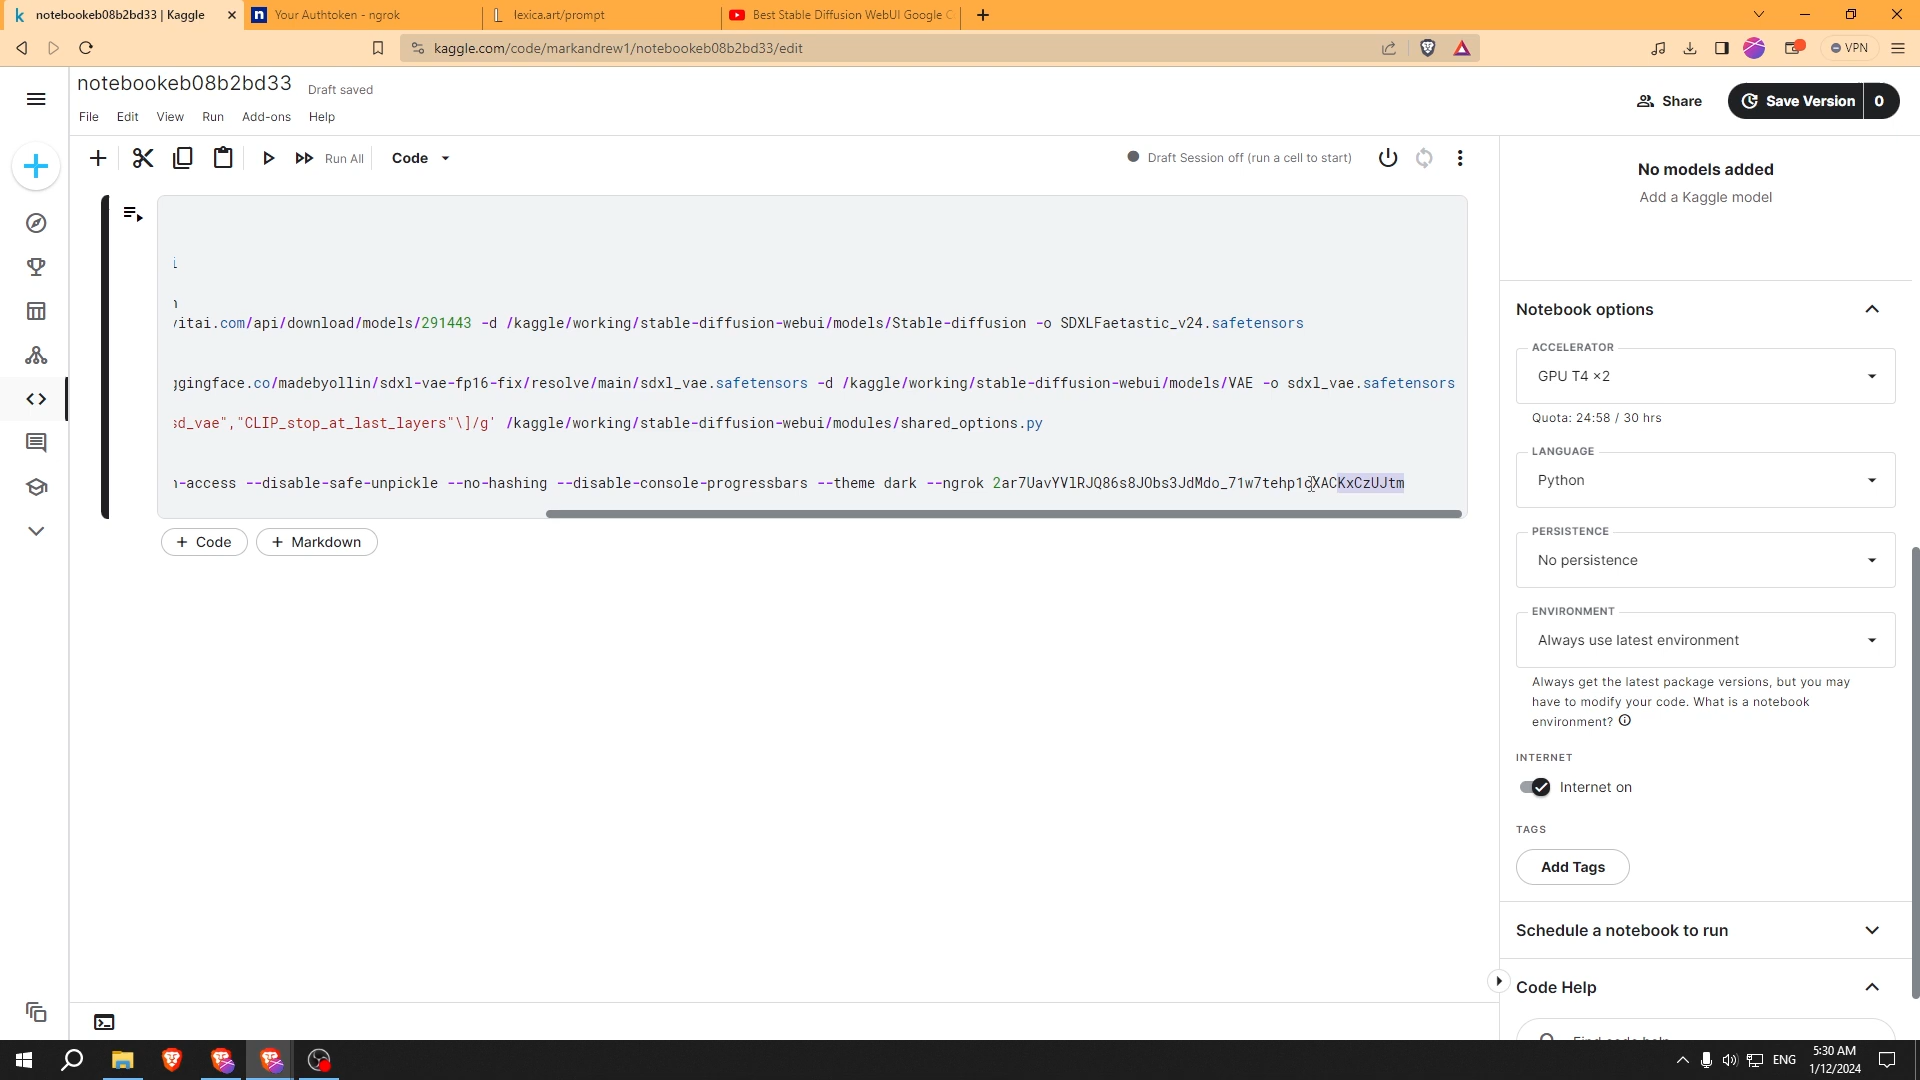 notebookeb08b2bd33 | Kaggle
Your Authtoken - ngrok
lexica.art/prompt
Best Stable Diffusion WebUI Google C
kaggle.com/code/markandrew1/notebookeb08b2bd33/edit
VPN
notebookeb08b2bd33
Draft saved
File Edit View Run Add-ons Help
Share
Save Version 0
Run All
Code
Draft Session off (run a cell to start)
i
vitai.com/api/download/models/291443 -d /kaggle/working/stable-diffusion-webui/models/Stable-diffusion -o SDXLFaetastic_v24.safetensors
ggingface.co/madebyollin/sdxl-vae-fp16-fix/resolve/main/sdxl_vae.safetensors -d /kaggle/working/stable-diffusion-webui/models/VAE -o sdxl_vae.safetensors
sd_vae","CLIP_stop_at_last_layers"\]/g' /kaggle/working/stable-diffusion-webui/modules/shared_options.py
n-access --disable-safe-unpickle --no-hashing --disable-console-progressbars --theme dark --ngrok 2ar7UavYVlRJQ86s8JObs3JdMdo_71w7tehp1cXACKxCzUJtm
+ Code
+ Markdown
No models added
Add a Kaggle model
Notebook options
ACCELERATOR
GPU T4 x2
Quota: 24:58 / 30 hrs
LANGUAGE
Python
PERSISTENCE
No persistence
ENVIRONMENT
Always use latest environment
Always get the latest package versions, but you may
have to modify your code. What is a notebook
environment?
INTERNET
Internet on
TAGS
Add Tags
Schedule a notebook to run
Code Help
Find code help
ENG
5:30 AM
1/12/2024